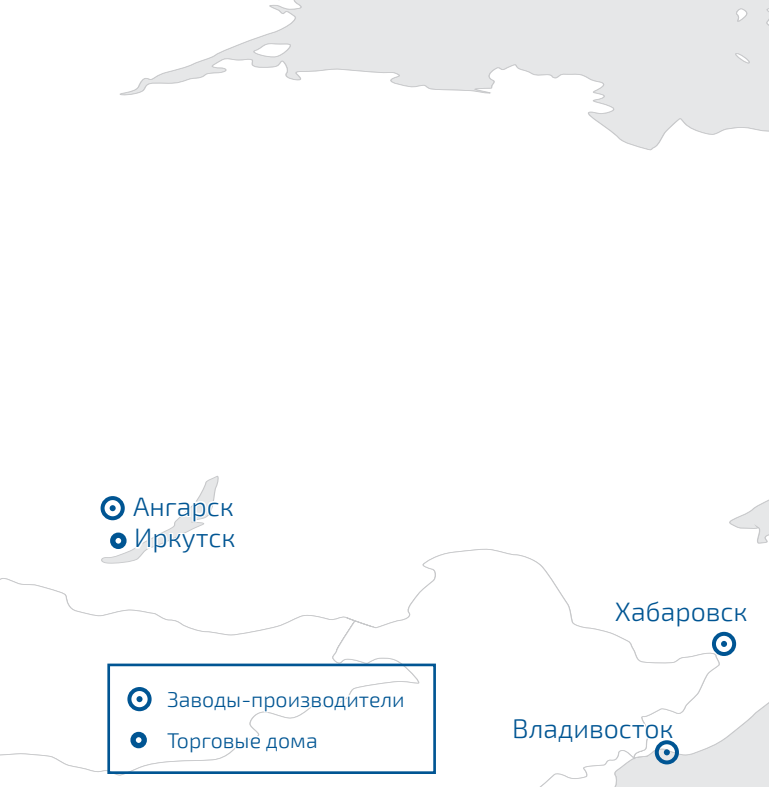 Ангарск
Иркутск
Хабаровск
Владивосток
Заводы-производители
Торговые дома